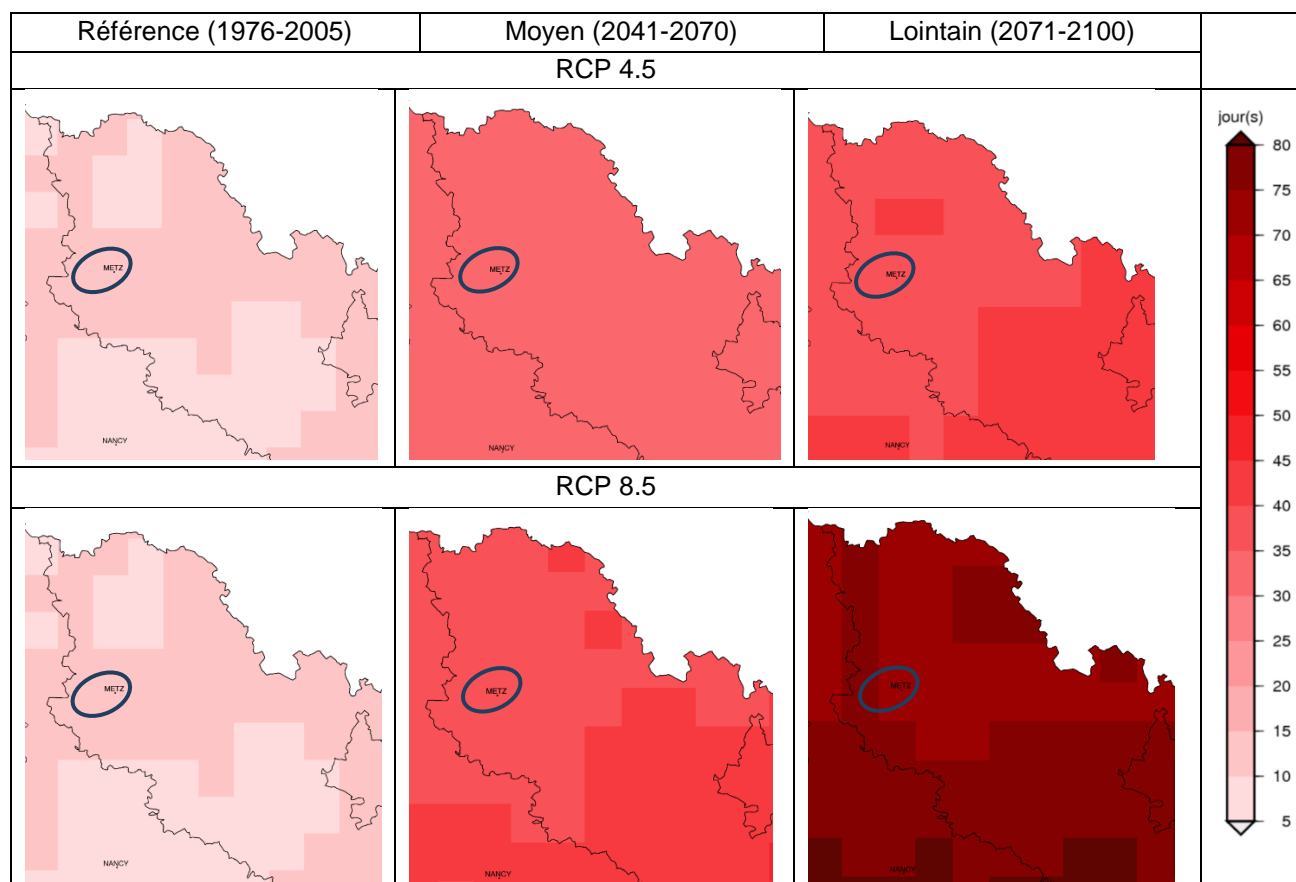 Référence (1976-2005)
Moyen (2041-2070)
Lointain (2071-2100)
RCP 4.5
METZ
NANCY
METZ
NANCY
METZ
NANCY
RCP 8.5
METZ
NANCY
METZ
NANCY
METZ
NANCY
jour(s)
80
75
70
65
60
55
50
45
40
35
30
25
20
15
10
5